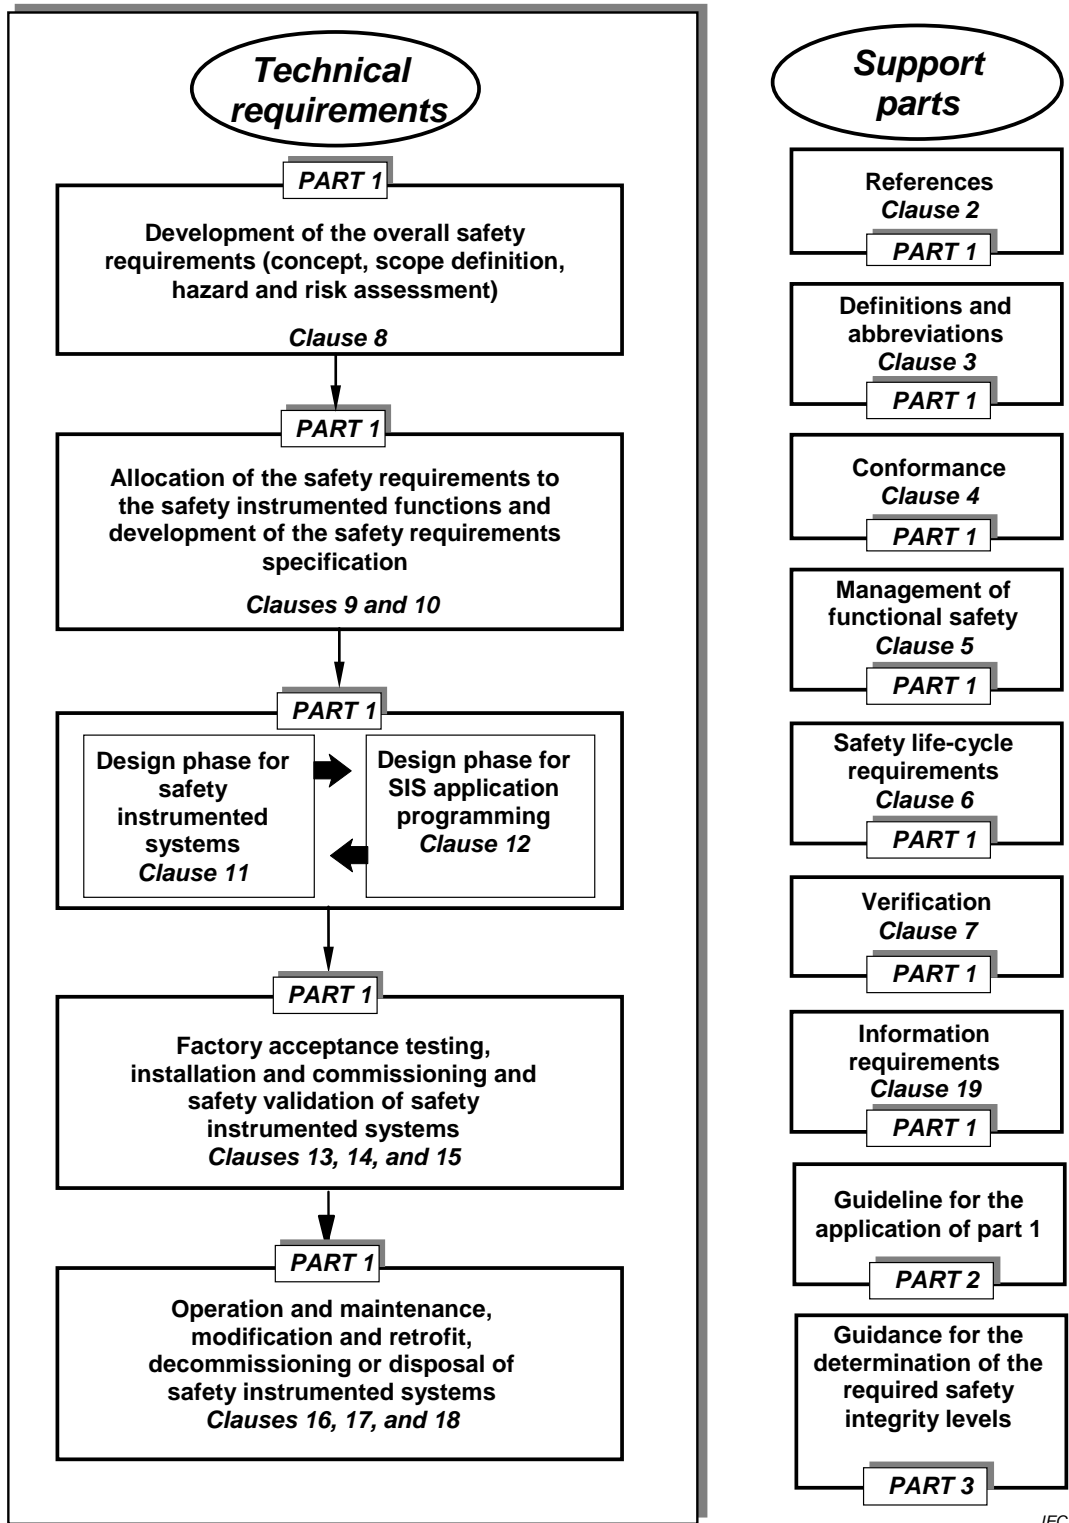 Technical
requirements
PART 1
Development of the overall safety
requirements (concept, scope definition,
hazard and risk assessment)
Clause 8
PART 1
Allocation of the safety requirements to
the safety instrumented functions and
development of the safety requirements
specification
Clauses 9 and 10
PART 1
Design phase for
safety
instrumented
systems
Clause 11
Design phase for
SIS application
programming
Clause 12
PART 1
Factory acceptance testing,
installation and commissioning and
safety validation of safety
instrumented systems
Clauses 13, 14, and 15
PART 1
Operation and maintenance,
modification and retrofit,
decommissioning or disposal of
safety instrumented systems
Clauses 16, 17, and 18
Support
parts
References
Clause 2
PART 1
Definitions and
abbreviations
Clause 3
PART 1
Conformance
Clause 4
PART 1
Management of
functional safety
Clause 5
PART 1
Safety life-cycle
requirements
Clause 6
PART 1
Verification
Clause 7
PART 1
Information
requirements
Clause 19
PART 1
Guideline for the
application of part 1
PART 2
Guidance for the
determination of the
required safety
integrity levels
PART 3
IEC